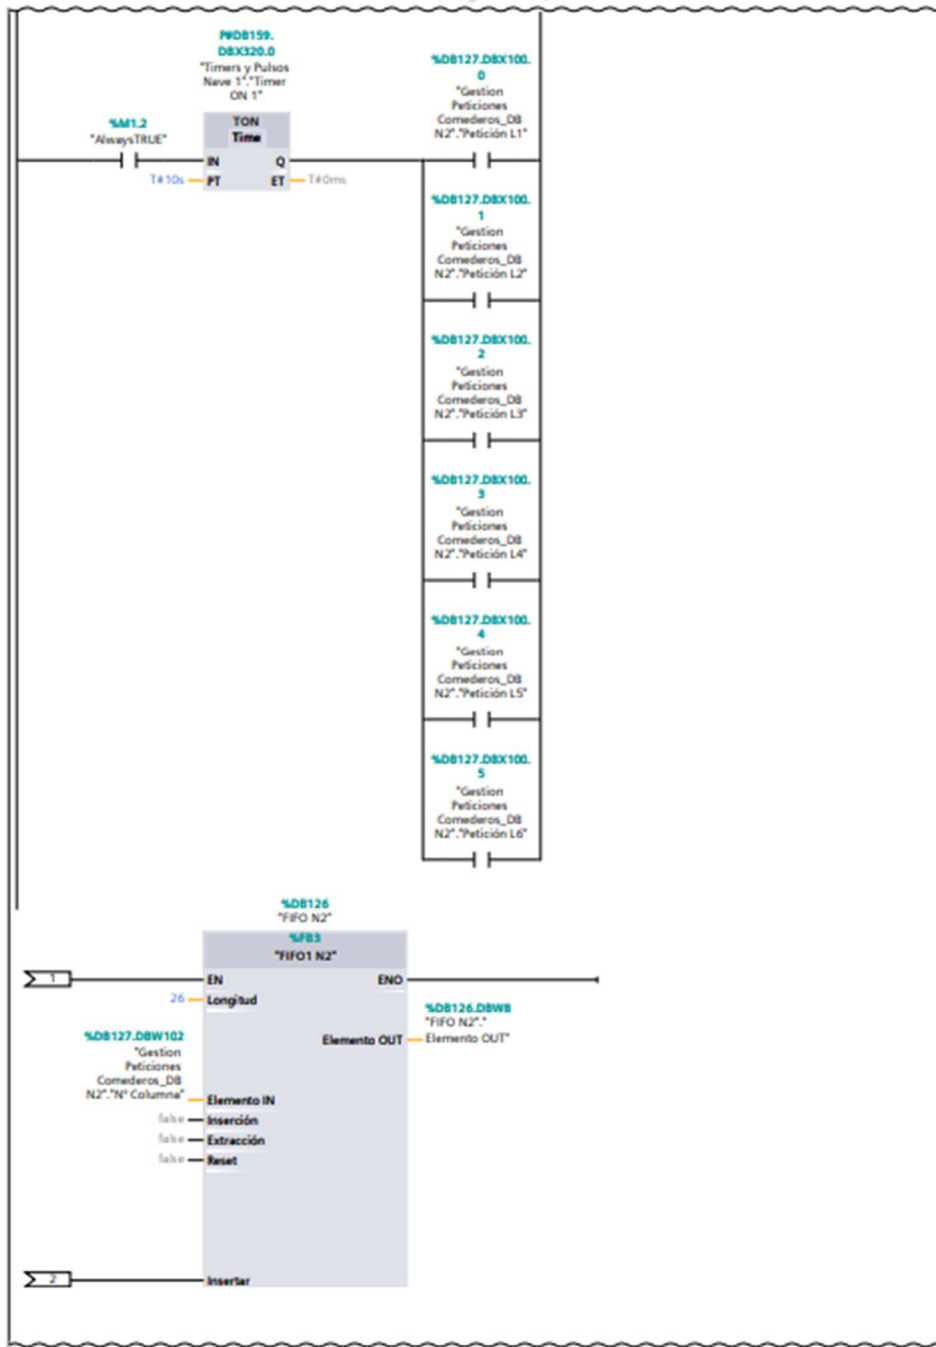 P#DB159.
DBX320.0
"Timers y Pulsos
Nave 1"."Timer
ON 1"
TON
Time
%M1.2
"AlwaysTRUE"
IN Q
T#10s PT ET T#0ms
%DB127.DBX100.
0
"Gestion
Peticiones
Comederos_DB
N2"."Petición L1"
%DB127.DBX100.
1
"Gestion
Peticiones
Comederos_DB
N2"."Petición L2"
%DB127.DBX100.
2
"Gestion
Peticiones
Comederos_DB
N2"."Petición L3"
%DB127.DBX100.
3
"Gestion
Peticiones
Comederos_DB
N2"."Petición L4"
%DB127.DBX100.
4
"Gestion
Peticiones
Comederos_DB
N2"."Petición L5"
%DB127.DBX100.
5
"Gestion
Peticiones
Comederos_DB
N2"."Petición L6"
%DB126
"FIFO N2"
%FB3
"FIFO1 N2"
1 EN ENO
26 Longitud
%DB126.DBW8
"FIFO N2"."
Elemento OUT Elemento OUT"
%DB127.DBW102
"Gestion
Peticiones
Comederos_DB
N2"."Nº Columna"
Elemento IN
false Inserción
false Extracción
false Reset
2 Insertar